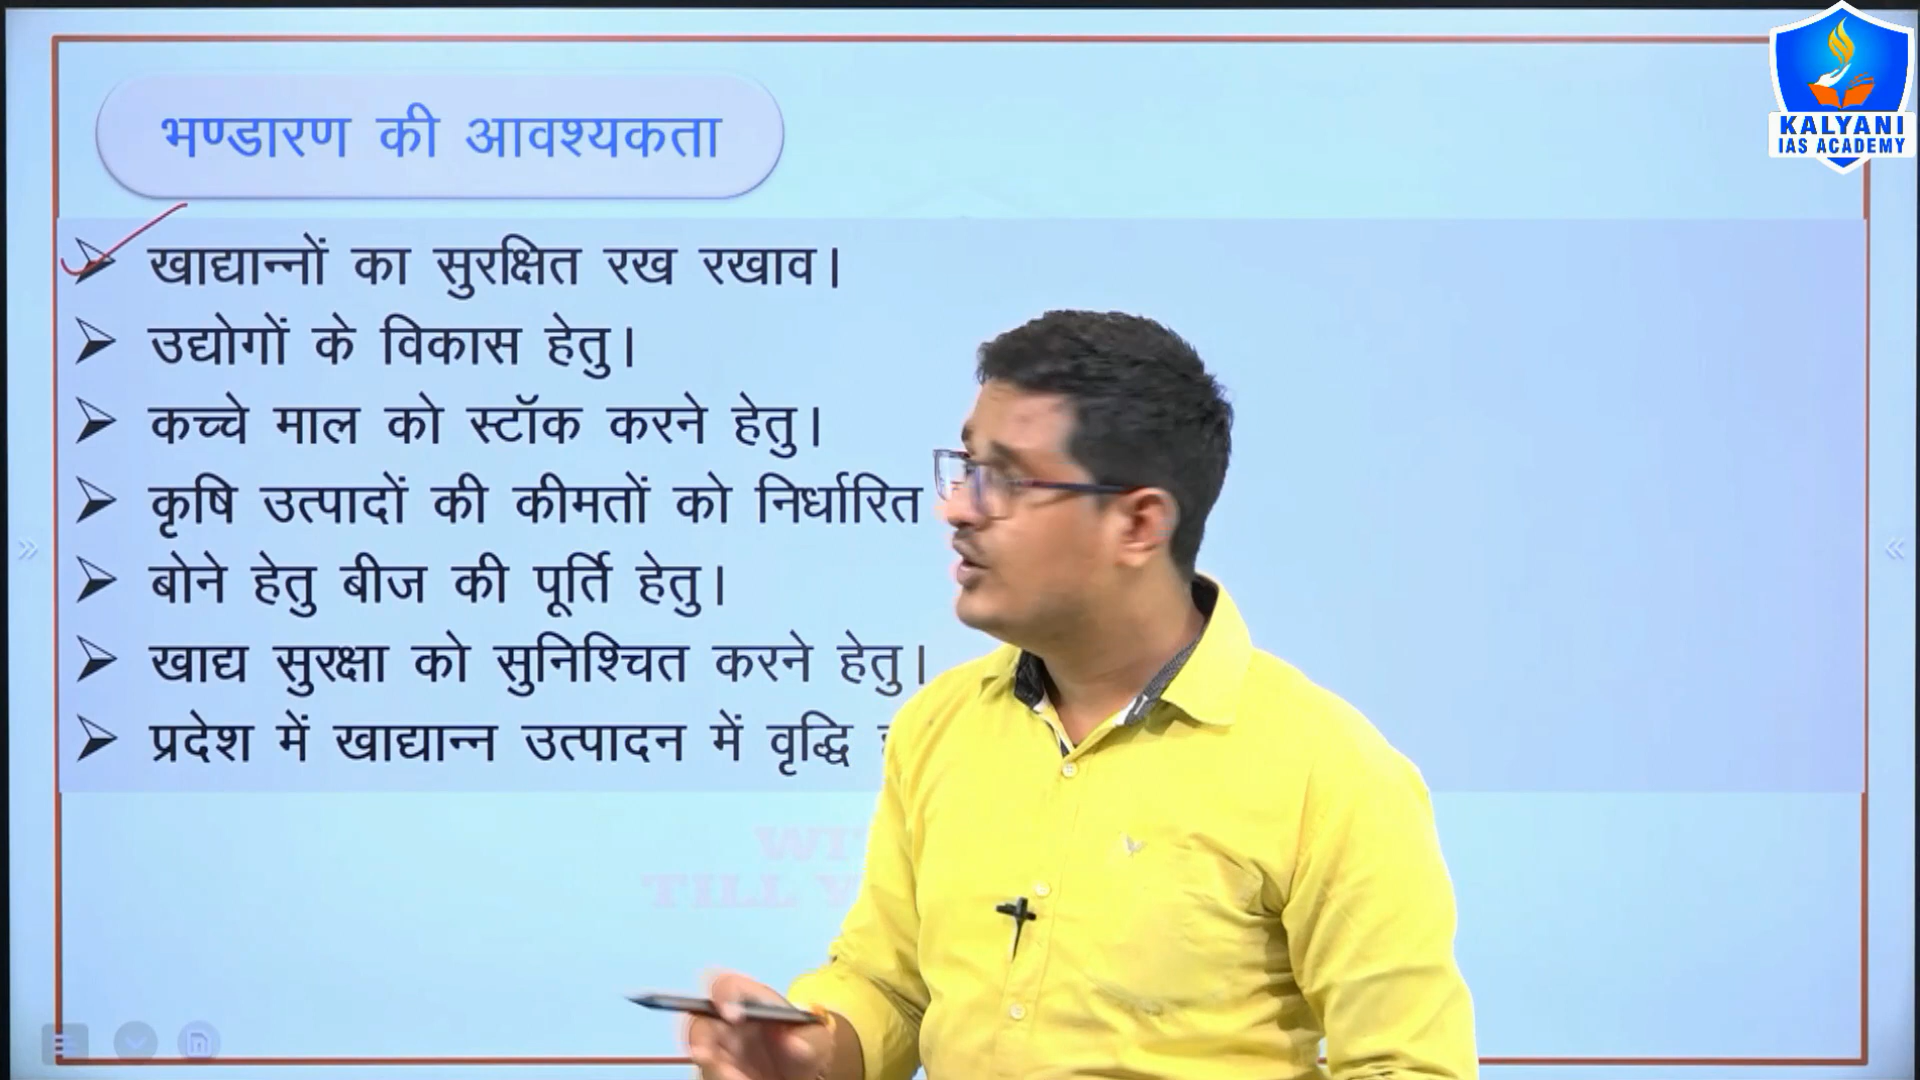 KALYANI
IAS ACADEMY
भण्डारण की आवश्यकता
खाद्यान्नों का सुरक्षित रख रखाव।
उद्योगों के विकास हेतु।
कच्चे माल को स्टॉक करने हेतु।
कृषि उत्पादों की कीमतों को निर्धारित
बोने हेतु बीज की पूर्ति हेतु।
खाद्य सुरक्षा को सुनिश्चित करने हेतु।
प्रदेश में खाद्यान्न उत्पादन में वृद्धि
TILL